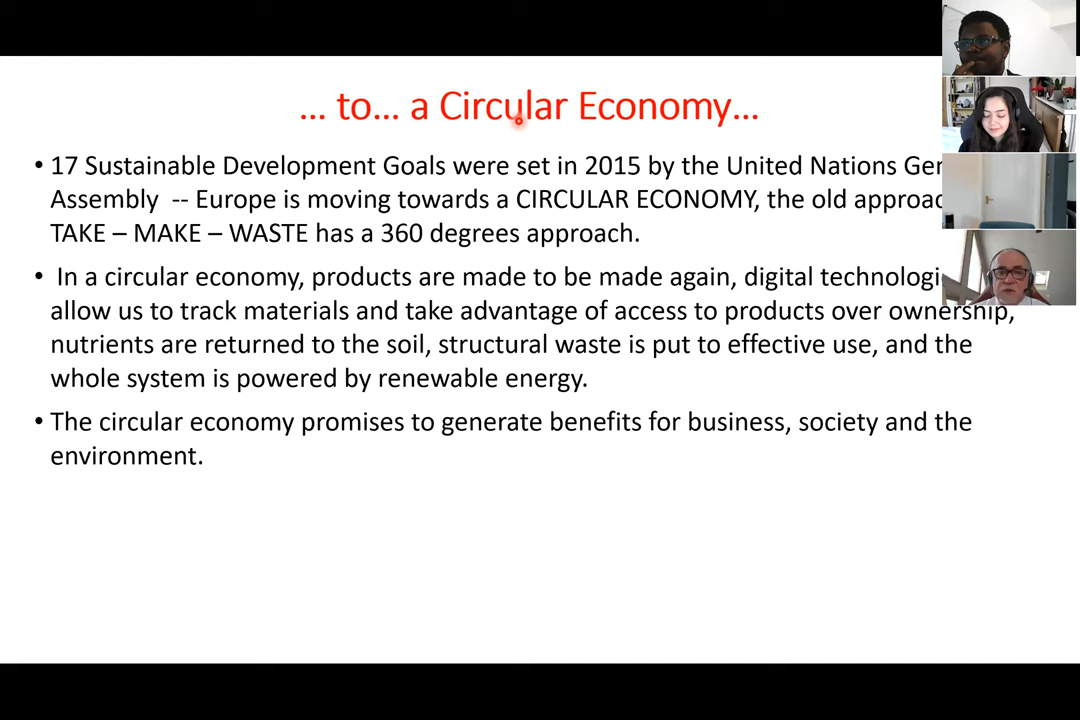 ... to... a Circular Economy...
• 17 Sustainable Development Goals were set in 2015 by the United Nations
Assembly -- Europe is moving towards a CIRCULAR ECONOMY, the old
TAKE – MAKE – WASTE has a 360 degrees approach.
• In a circular economy, products are made to be made again, digital
allow us to track materials and take advantage of access to products over ownership,
nutrients are returned to the soil, structural waste is put to effective use, and the
whole system is powered by renewable energy.
• The circular economy promises to generate benefits for business, society and the
environment.